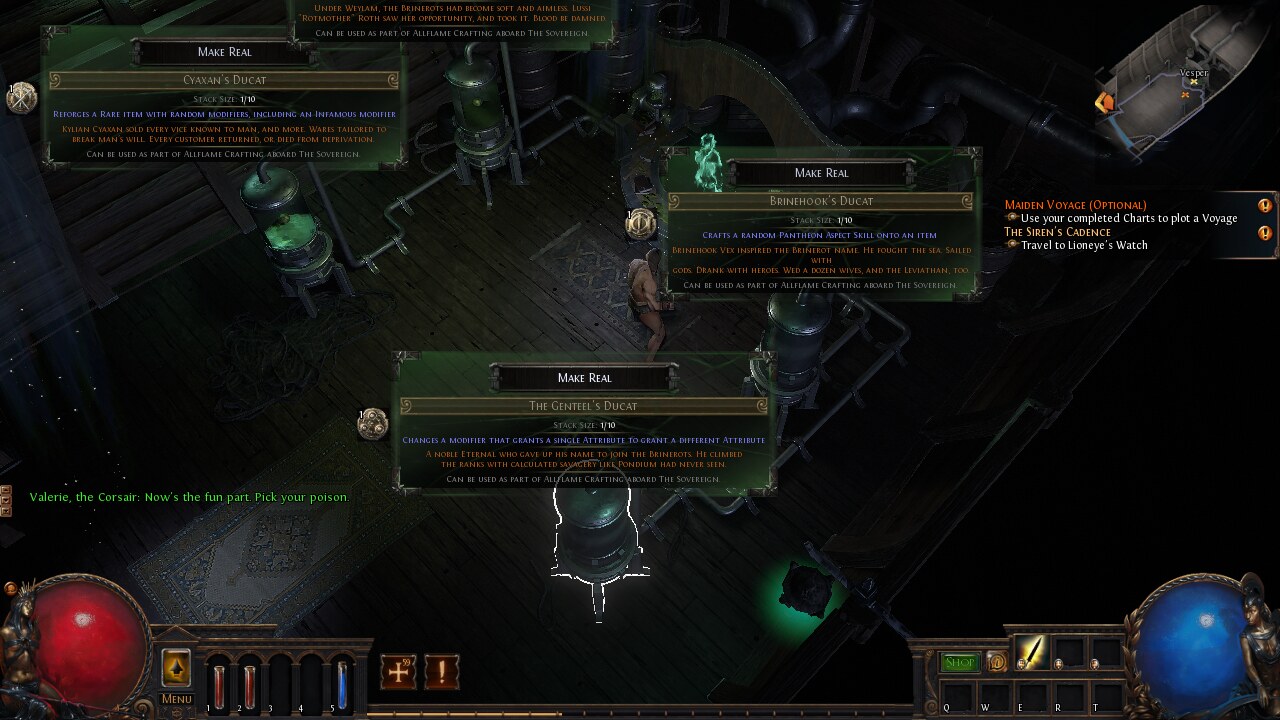 Under Weylam, the Brinerots had become soft and aimless. Lussi
"Rotmother" Roth saw her opportunity, and took it. Blood be damned.
Can be used as part of Allflame Crafting aboard The Sovereign.
Make Real
Cyaxan's Ducat
1
Stack Size: 1/10
Reforges a Rare item with random modifiers, including an Infamous modifier
Kylian Cyaxan sold every vice known to man, and more. Wares tailored to
break man's will. Every customer returned, or died from deprivation.
Can be used as part of Allflame Crafting aboard The Sovereign.
Vesper
Make Real
Brinehook's Ducat
1
Stack Size: 1/10
Crafts a random Pantheon Aspect Skill onto an item
Brinehook Vex inspired the Brinerot name. He fought the sea. Sailed
with
gods. Drank with heroes. Wed a dozen wives, and the Leviathan, too.
Can be used as part of Allflame Crafting aboard The Sovereign.
Maiden Voyage (Optional)
Use your completed Charts to plot a Voyage
The Siren's Cadence
Travel to Lioneye's Watch
Make Real
The Genteel's Ducat
1
Stack Size: 1/10
Changes a modifier that grants a single Attribute to grant a different Attribute
A noble Eternal who gave up his name to join the Brinerots. He climbed
the ranks with calculated savagery like Pondium had never seen.
Can be used as part of Allflame Crafting aboard The Sovereign.
Valerie, the Corsair: Now's the fun part. Pick your poison.
Menu
1 2 3 4 5
Shop
Q W E R T